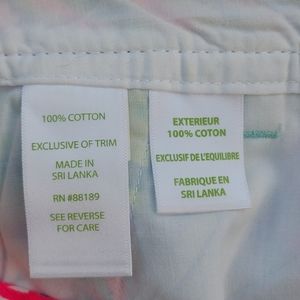 100% COTTON
EXCLUSIVE OF TRIM
MADE IN
SRI LANKA
RN #88189
SEE REVERSE
FOR CARE
EXTERIEUR
100% COTON
EXCLUSIF DE L'EQUILIBRE
FABRIQUE EN
SRI LANKA